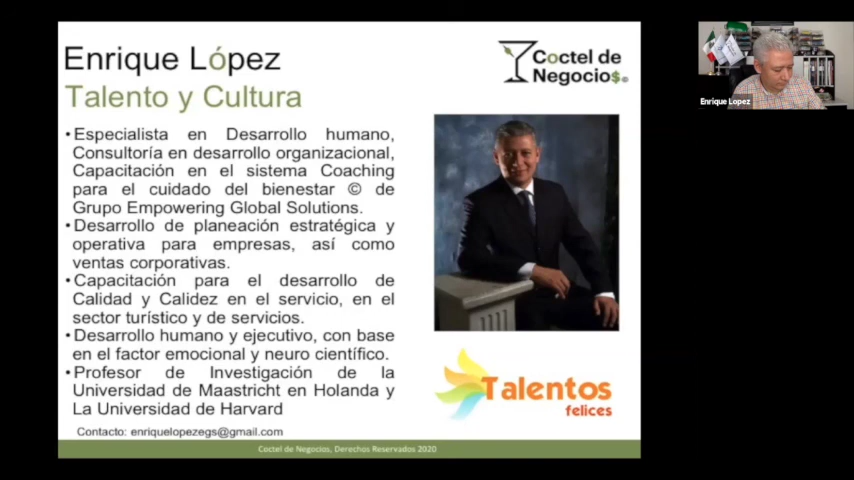 Enrique López
Talento y Cultura
Coctel de
Negocio$©
• Especialista en Desarrollo humano,
Consultoría en desarrollo organizacional,
Capacitación en el sistema Coaching
para el cuidado del bienestar © de
Grupo Empowering Global Solutions.
• Desarrollo de planeación estratégica y
operativa para empresas, así como
ventas corporativas.
• Capacitación para el desarrollo de
Calidad y Calidez en el servicio, en el
sector turístico y de servicios.
• Desarrollo humano y ejecutivo, con base
en el factor emocional y neuro científico.
• Profesor de Investigación de la
Universidad de Maastricht en Holanda y
La Universidad de Harvard
Talentos
felices
Contacto: enriquelopezegs@gmail.com
Coctel de Negocios, Derechos Reservados 2020
Enrique Lopez